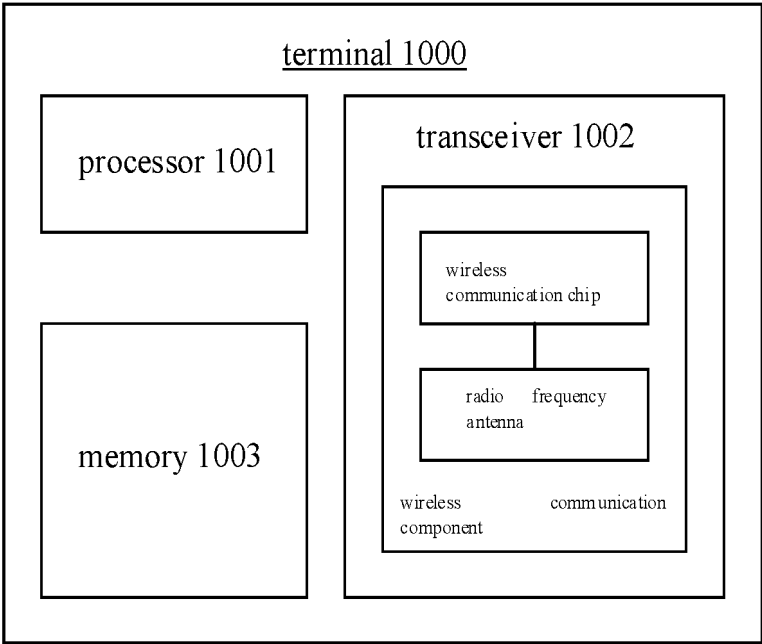 terminal 1000
processor 1001
transceiver 1002
wireless
communication chip
radio frequency
antenna
memory 1003
wireless communication
component